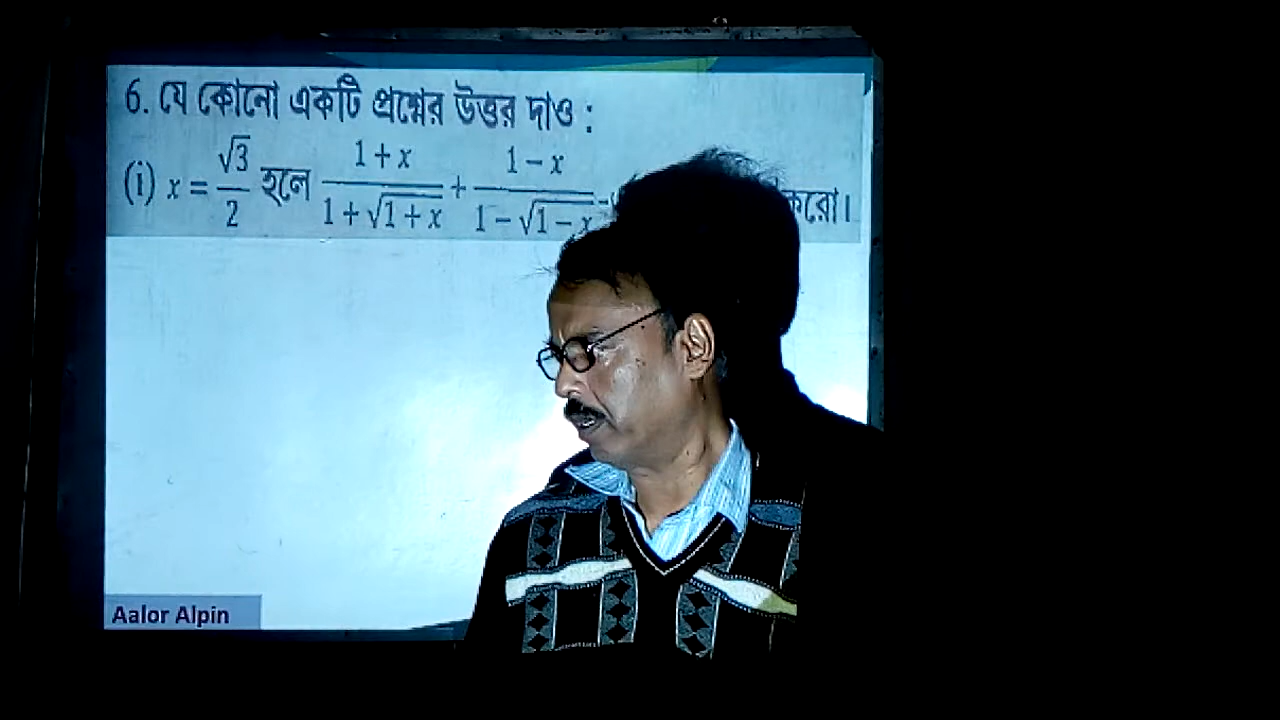 6. যে কোনো একটি প্রশ্নের উত্তর দাও :
(i) x = √3/2 হলে (1 + x)/(1 + √(1 + x)) + (1 − x)/(1 − √(1 − x)) করো।
Aalor Alpin